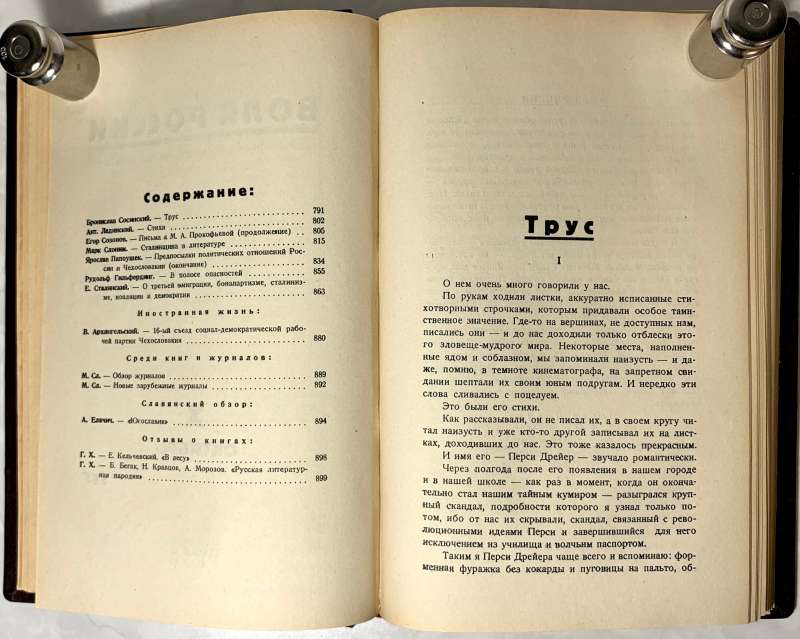 Содержание:
Бронислав Сосинский. — Трус 791
Ант. Ладинский. — Стихи 802
Егор Созонов. — Письма к М. А. Прокофьевой (продолжение) 805
Марк Слоним. — Сталинщина в литературе 815
Ярослав Папоушек. — Предпосылки политических отношений Рос-
сии и Чехословакии (окончание) 834
Рудольф Гильфердинг. — В полосе опасностей 855
Е. Сталинский. — О третьей эмиграции, бонапартизме, сталиниз-
ме, коалиции и демократии 863
Иностранная жизнь:
В. Архангельский. — 16-ый съезд социал-демократической рабо-
чей партии Чехословакии 880
Среди книг и журналов:
М. Сл. — Обзор журналов 889
М. Сл. — Новые зарубежные журналы 892
Славянский обзор:
А. Елачич. — «Югославия» 894
Отзывы о книгах:
Г. Х. — Е. Кельчевский. «В лесу» 898
Г. Х. — Б. Бегак, Н. Кравцов, А. Морозов. «Русская литератур-
ная пародия» 899
Трус
I
О нем очень много говорили у нас.
По рукам ходили листки, аккуратно исписанные сти-
хотворными строчками, которым придавали особое таин-
ственное значение. Где-то на вершинах, не доступных нам,
писались они — и до нас доходили только отблески этого
этого зловеще-мудрого мира. Некоторые места, наполнен-
ные ядом и соблазном, мы запоминали наизусть — и да-
же, помню, в темноте кинематографа, на запретном сви-
дании шептали их своим юным подругам. И нередко эти
слова сливались с поцелуем.
Это были его стихи.
Как рассказывали, он не писал их, а в своем кругу чи-
тал наизусть и уже кто-то другой записывал их на лист-
ках, доходивших до нас. Это тоже казалось прекрасным.
И имя его — Перси Дрейер — звучало романтически.
Через полгода после его появления в нашем городе
и в нашей школе — как раз в момент, когда он оконча-
тельно стал нашим тайным кумиром — разыгрался круп-
ный скандал, подробности которого я узнал только по-
том, ибо от нас их скрывали, скандал, связанный с рево-
люционными идеями Перси и завершившийся для него
исключением из училища и волчьим паспортом.
Таким я Перси Дрейера чаще всего и вспоминаю: фор-
менная фуражка без кокарды и пуговицы на пальто, об-